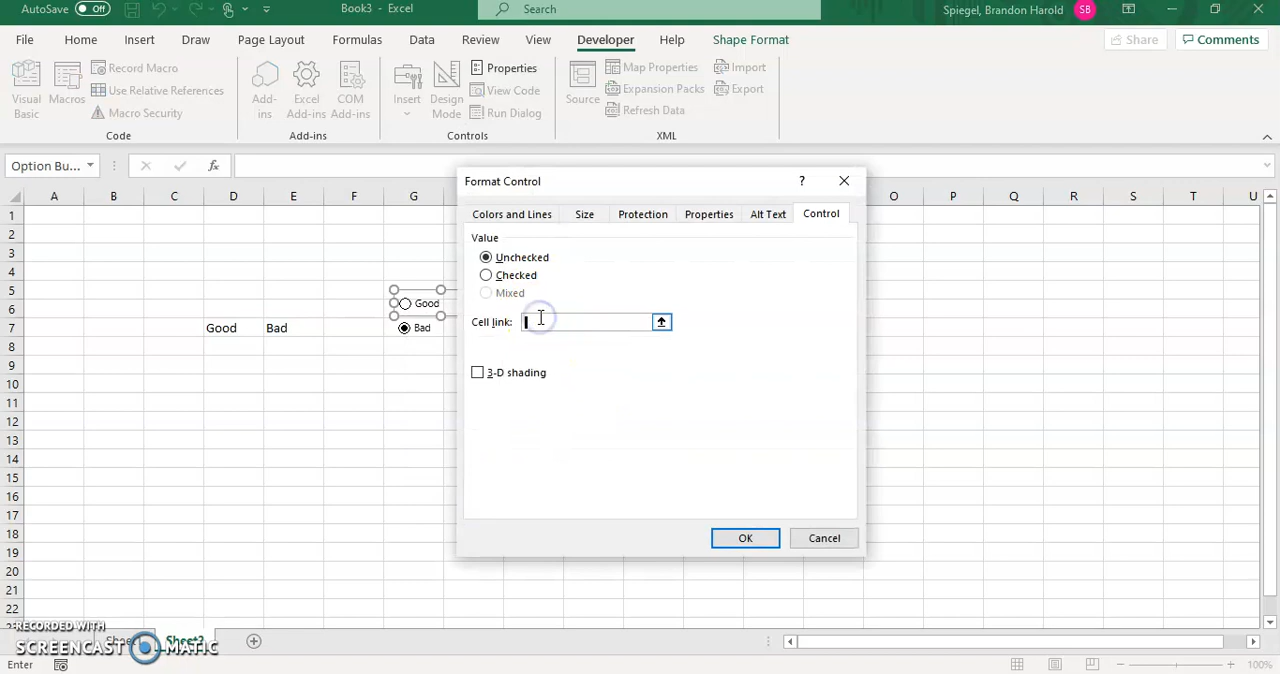 AutoSave Off Book3 - Excel Search Spiegel, Brandon Harold SB
File Home Insert Draw Page Layout Formulas Data Review View Developer Help Shape Format Share Comments
Visual Basic Macros Record Macro
Use Relative References
Macro Security
Code
Add-ins Excel Add-ins COM Add-ins
Add-ins
Insert Design Mode Properties
View Code
Run Dialog
Controls
Source Map Properties Import
Expansion Packs Export
Refresh Data
XML
Option Bu... fx
Format Control ?
A B C D E F G O P Q R S T U
Colors and Lines Size Protection Properties Alt Text Control
1
2
3
4
5
6
7
8
9
10
11
12
13
14
15
16
17
18
19
20
21
22
Good Bad
Good
Bad
Value
Unchecked
Checked
Mixed
Cell link:
3-D shading
OK Cancel
RECORDED WITH
SCREENCAST MATIC
Enter 100%